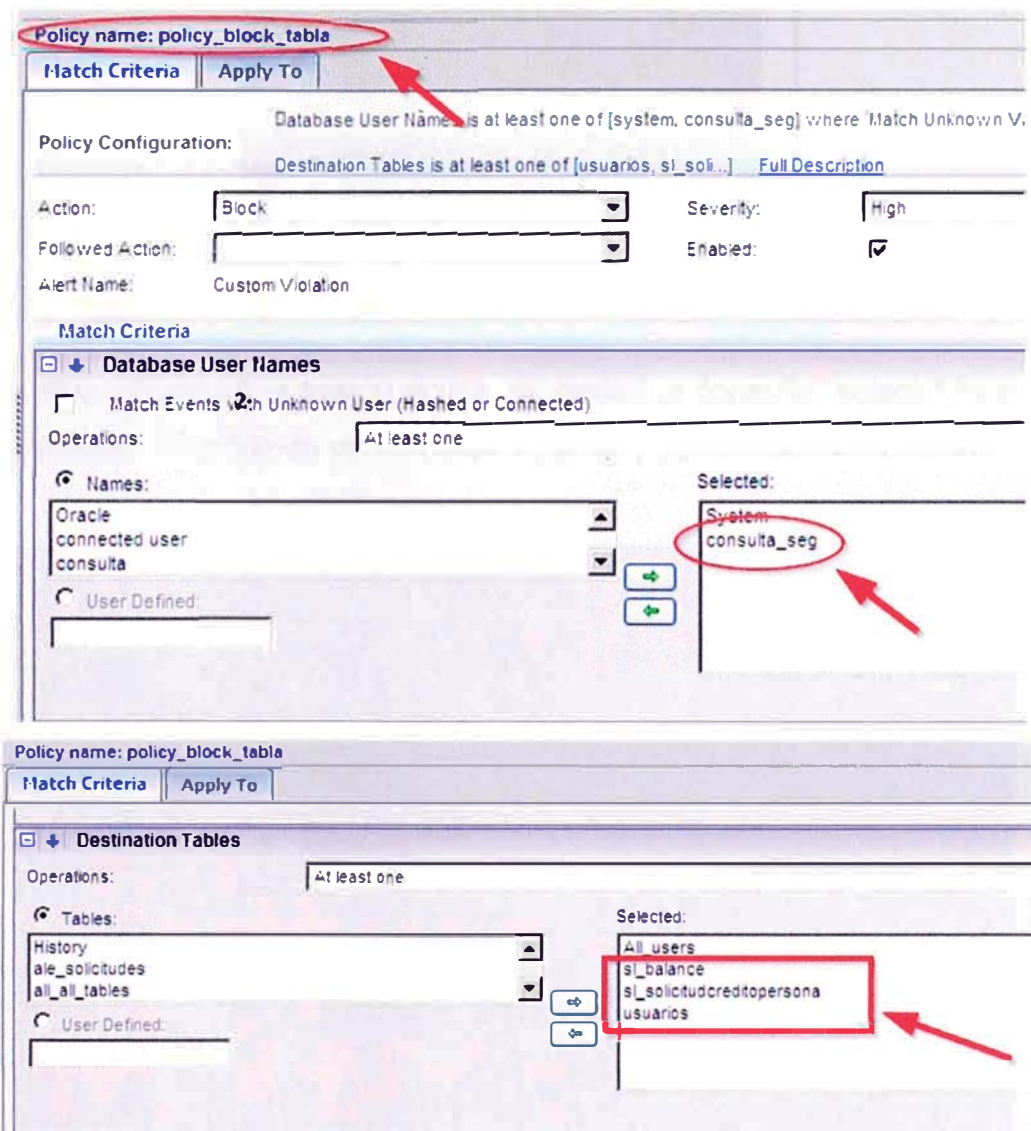 Policy name: policy_block_tabla
Match Criteria Apply To
Database User Names is at least one of [system, consulta_seg] where 'Match Unknown V
Policy Configuration:
Destination Tables is at least one of [usuarios, sl_soli...] Full Description
Action: Block Severity: High
Followed Action: Enabled:
Alert Name: Custom Violation
Match Criteria
Database User Names
Match Events with Unknown User (Hashed or Connected)
Operations: At least one
Names: Selected:
Oracle System
connected user consulta_seg
consulta
User Defined:
Policy name: policy_block_tabla
Match Criteria Apply To
Destination Tables
Operations: At least one
Tables: Selected:
History All_users
ale_solicitudes sl_balance
all_all_tables sl_solicitudcreditopersona
usuarios
User Defined: